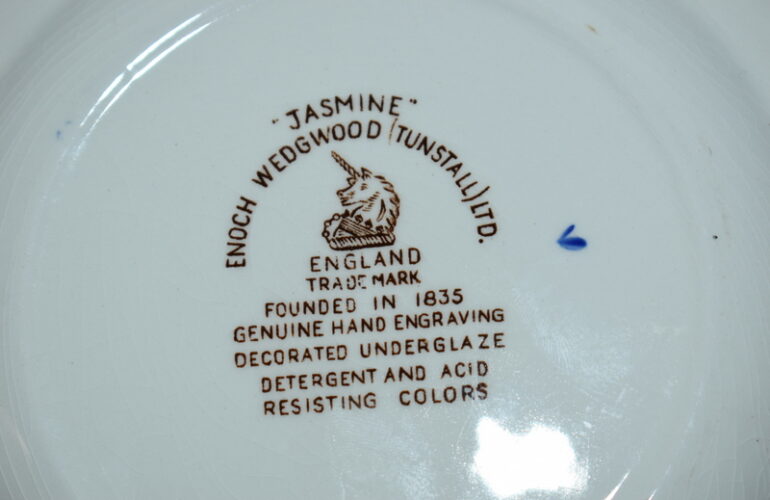 "JASMINE"
ENOCH WEDGWOOD (TUNSTALL) LTD.
ENGLAND
TRADE MARK
FOUNDED IN 1835
GENUINE HAND ENGRAVING
DECORATED UNDERGLAZE
DETERGENT AND ACID
RESISTING COLORS